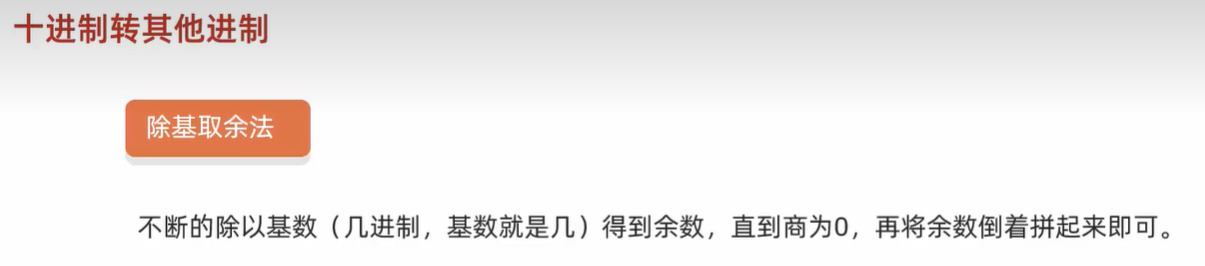 十进制转其他进制
除基取余法
不断的除以基数（几进制，基数就是几）得到余数，直到商为0，再将余数倒着拼起来即可。